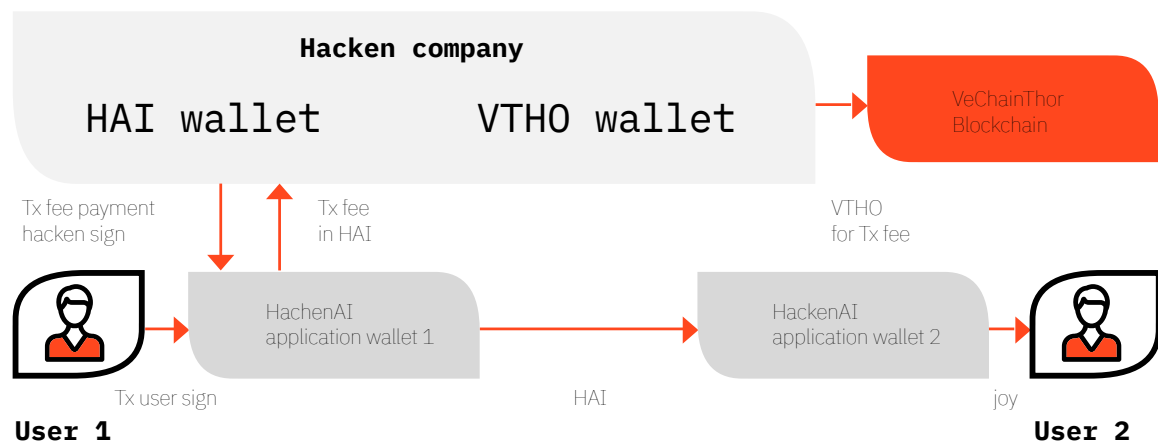 Hacken company
HAI wallet
VTHO wallet
VeChainThor
Blockchain
Tx fee payment
hacken sign
Tx fee
in HAI
VTHO
for Tx fee
HachenAI
application wallet 1
HackenAI
application wallet 2
Tx user sign
HAI
joy
User 1
User 2